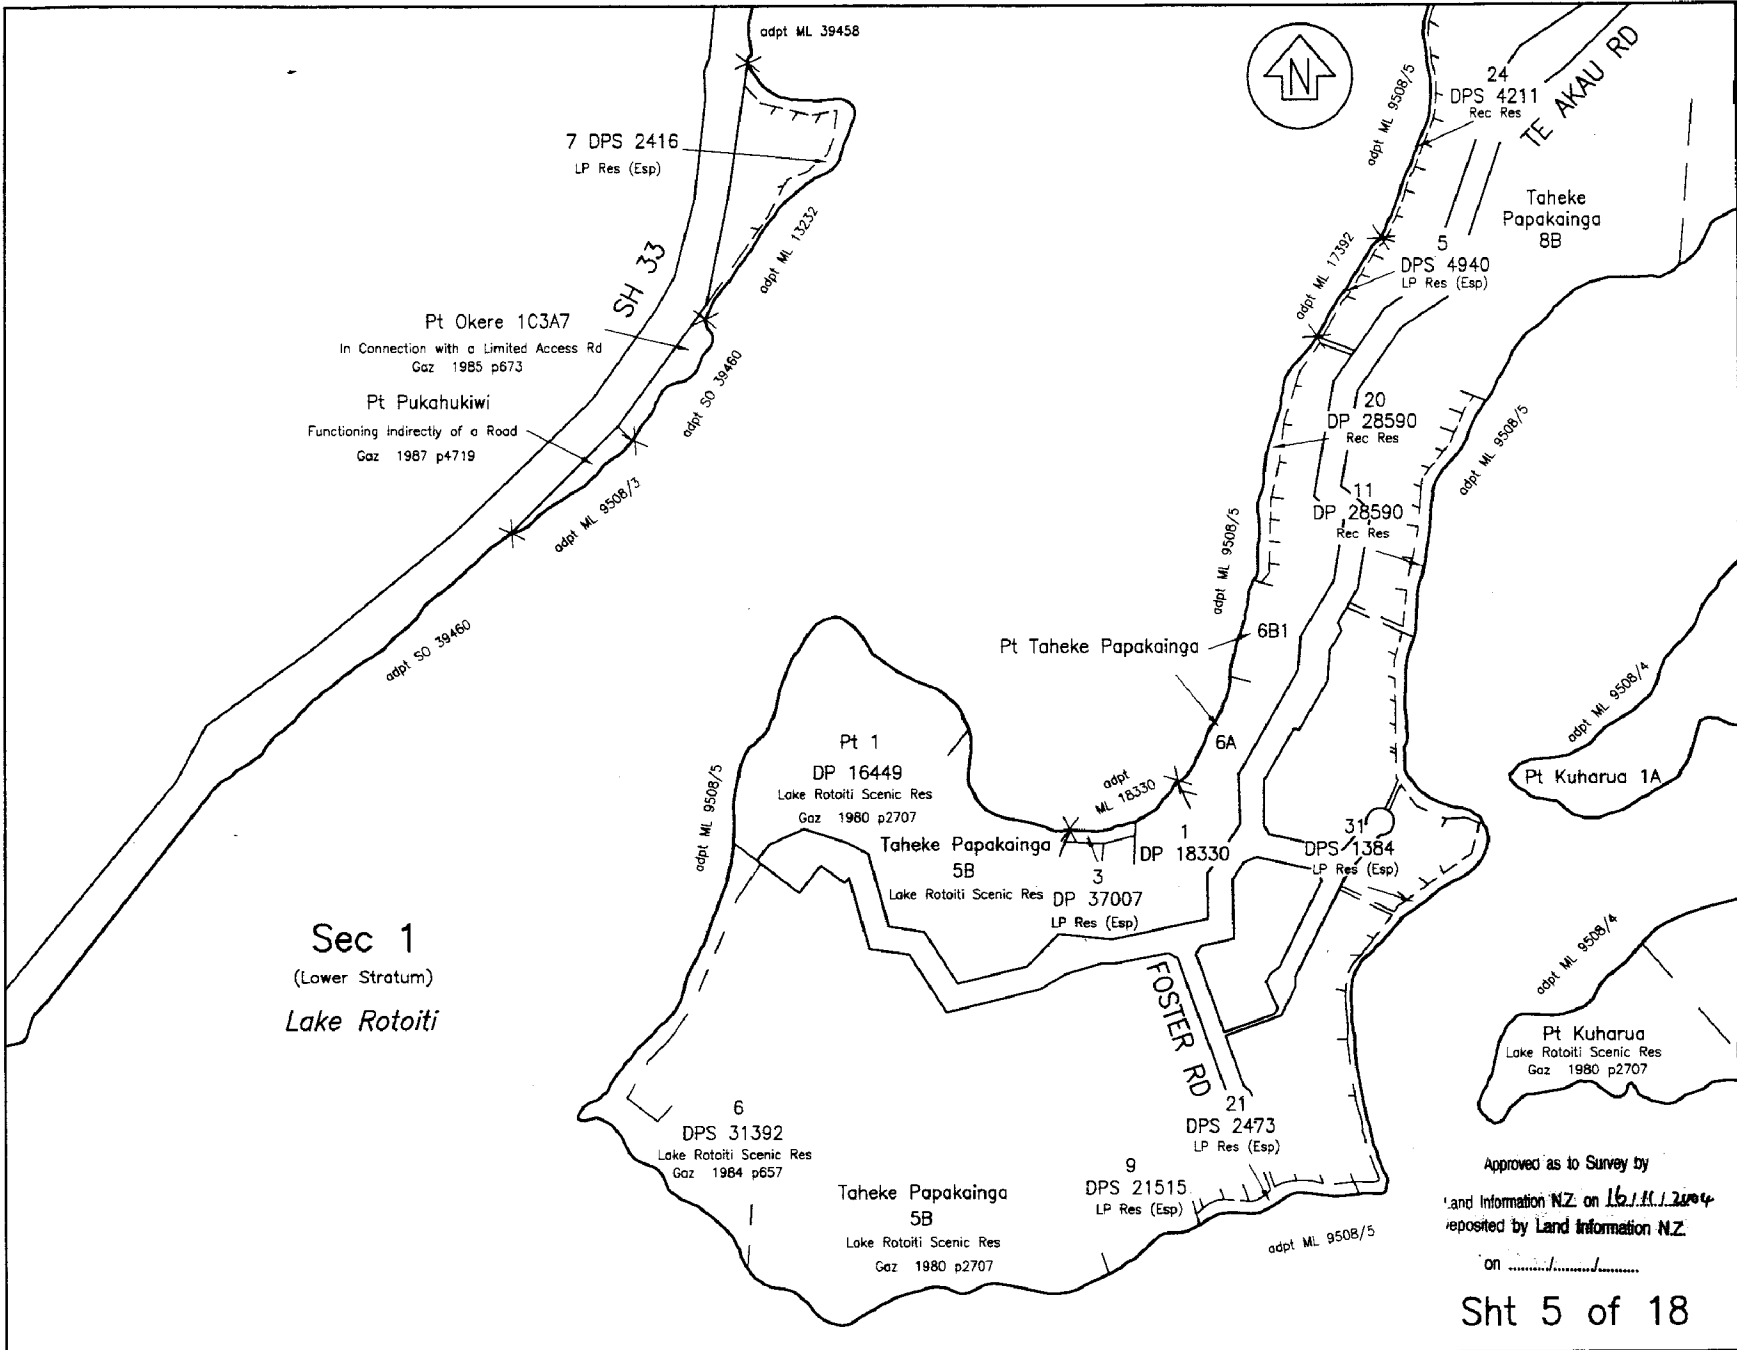 adpt ML 39458
N
adpt ML 9508/5
24
DPS 4211
Rec Res
TE AKAU RD
7 DPS 2416
LP Res (Esp)
adpt ML 13232
SH 33
Taheke
Papakainga
8B
5
DPS 4940
LP Res (Esp)
adpt ML 17392
Pt Okere 1C3A7
In Connection with a Limited Access Rd
Gaz 1985 p673
adpt SO 39460
Pt Pukahukiwi
Functioning Indirectly of a Road
Gaz 1987 p4719
adpt ML 9508/3
20
DP 28590
Rec Res
adpt ML 9508/5
11
DP 28590
Rec Res
adpt ML 9508/5
adpt SO 39460
Pt Taheke Papakainga
6B1
6A
adpt ML 9508/4
Pt Kuharua 1A
Pt 1
DP 16449
Lake Rotoiti Scenic Res
Gaz 1980 p2707
adpt ML 9508/5
adpt
ML 18330
Taheke Papakainga
5B
Lake Rotoiti Scenic Res
1
DP 18330
3
DP 37007
LP Res (Esp)
31
DPS 1384
LP Res (Esp)
Sec 1
(Lower Stratum)
Lake Rotoiti
FOSTER RD
adpt ML 9508/4
Pt Kuharua
Lake Rotoiti Scenic Res
Gaz 1980 p2707
6
DPS 31392
Lake Rotoiti Scenic Res
Gaz 1984 p657
21
DPS 2473
LP Res (Esp)
9
DPS 21515
LP Res (Esp)
Taheke Papakainga
5B
Lake Rotoiti Scenic Res
Gaz 1980 p2707
adpt ML 9508/5
Approved as to Survey by
and Information N.Z. on 16/11/2004
eposited by Land Information N.Z.
on ........../........../..........
Sht 5 of 18